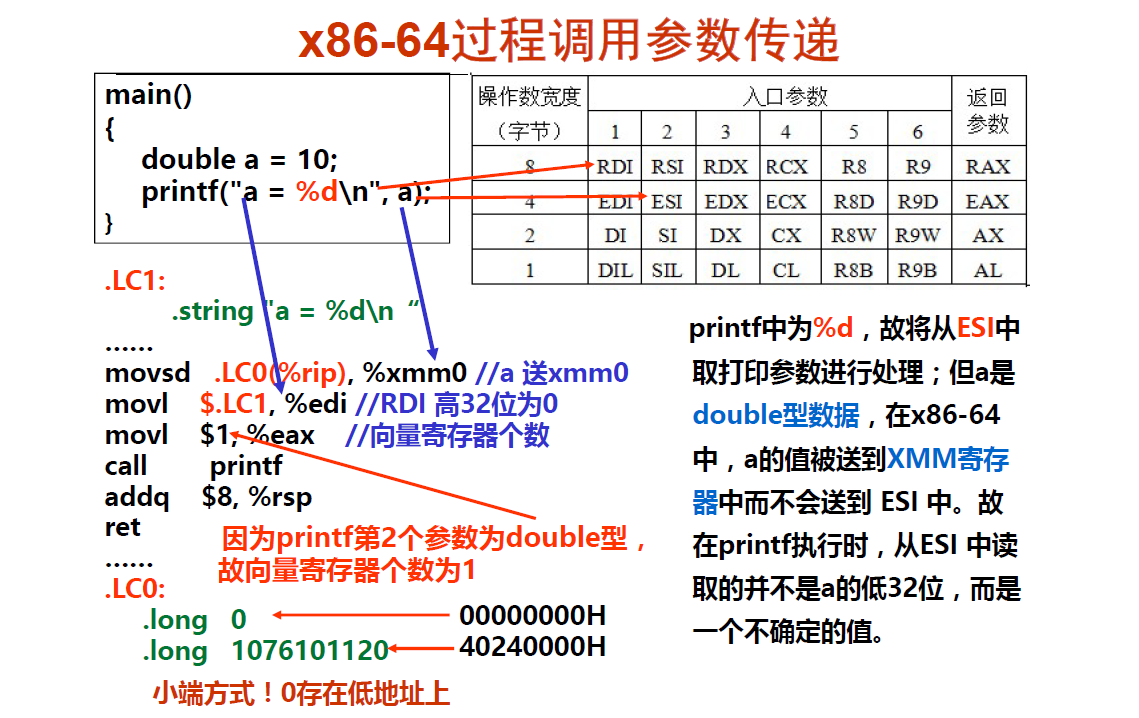 x86-64过程调用参数传递
main()
{
double a = 10;
printf("a = %d\n", a);
}
操作数宽度（字节） 入口参数 返回参数
1 2 3 4 5 6
8 RDI RSI RDX RCX R8 R9 RAX
4 EDI ESI EDX ECX R8D R9D EAX
2 DI SI DX CX R8W R9W AX
1 DIL SIL DL CL R8B R9B AL
.LC1:
.string "a = %d\n “
……
movsd .LC0(%rip), %xmm0 //a 送xmm0
movl $.LC1, %edi //RDI 高32位为0
movl $1, %eax //向量寄存器个数
call printf
addq $8, %rsp
ret
……
因为printf第2个参数为double型，
故向量寄存器个数为1
.LC0:
.long 0 00000000H
.long 1076101120 40240000H
小端方式！0存在低地址上
printf中为%d，故将从ESI中
取打印参数进行处理；但a是
double型数据，在x86-64
中，a的值被送到XMM寄存
器中而不会送到 ESI 中。故
在printf执行时，从ESI 中读
取的并不是a的低32位，而是
一个不确定的值。